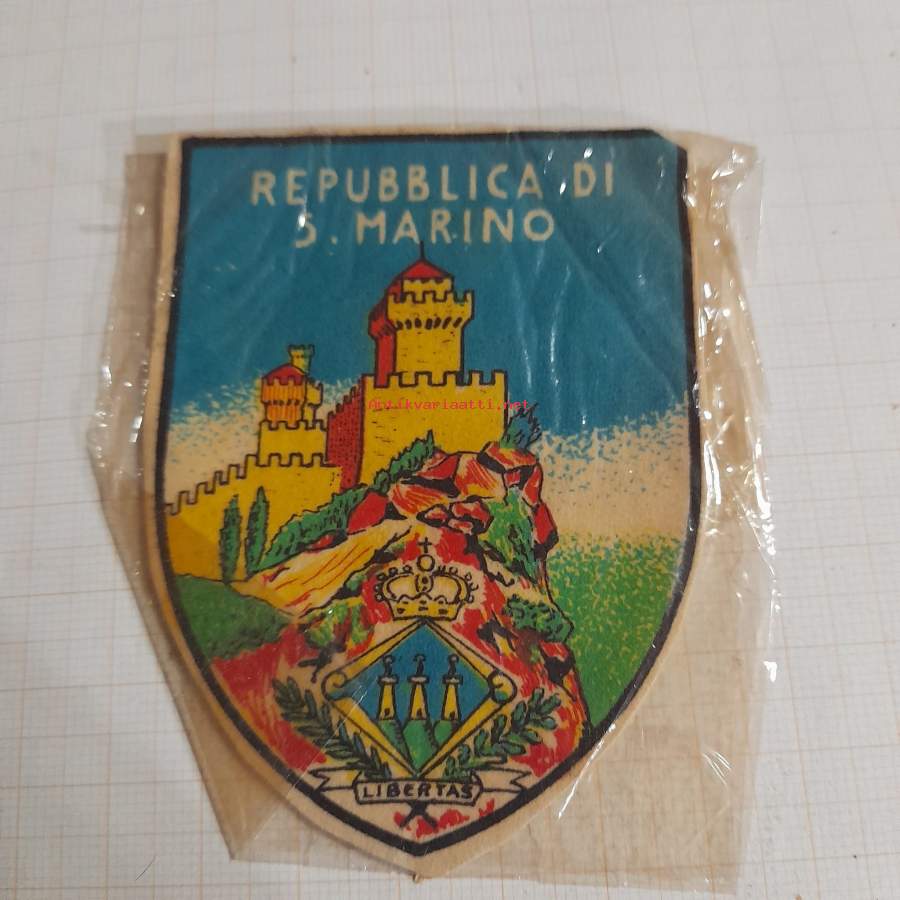 REPUBBLICA DI
S. MARINO
Antikvariaatti.net
LIBERTAS